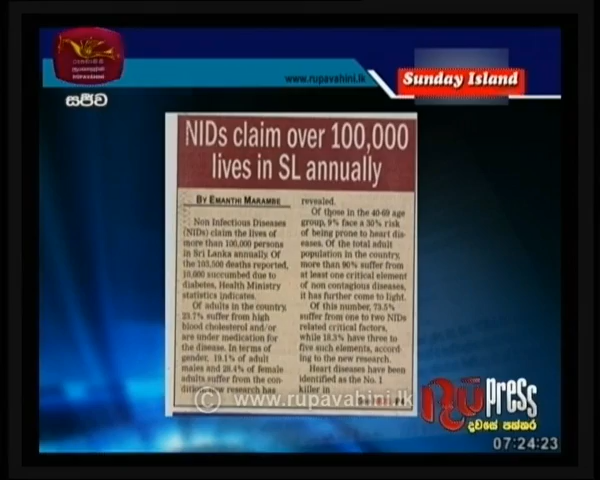 රූපවාහිනී
RUPAVAHINI
සජීව
www.rupavahini.lk
Sunday Island
NIDs claim over 100,000
lives in SL annually
BY EMANTHI MARAMBE
Non Infectious Diseases
(NIDs) claim the lives of
more than 100,000 persons
in Sri Lanka annually. Of
the 103,500 deaths reported,
10,000 succumbed due to
diabetes, Health Ministry
statistics indicates.
Of adults in the country,
23.7% suffer from high
blood cholesterol and/or
are under medication for
the disease. In terms of
gender, 19.1% of adult
males and 28.4% of female
adults suffer from the con-
dition, new research has
revealed.
Of those in the 40-69 age
group, 9% face a 30% risk
of being prone to heart dis-
eases. Of the total adult
population in the country,
more than 90% suffer from
at least one critical element
of non contagious diseases,
it has further come to light.
Of this number, 73.5%
suffer from one to two NIDs
related critical factors,
while 18.3% have three to
five such elements, accord-
ing to the new research.
Heart diseases have been
identified as the No. 1
killer in
© www.rupavahini.lk
රූපී press
දවසේ පත්තර
07:24:23